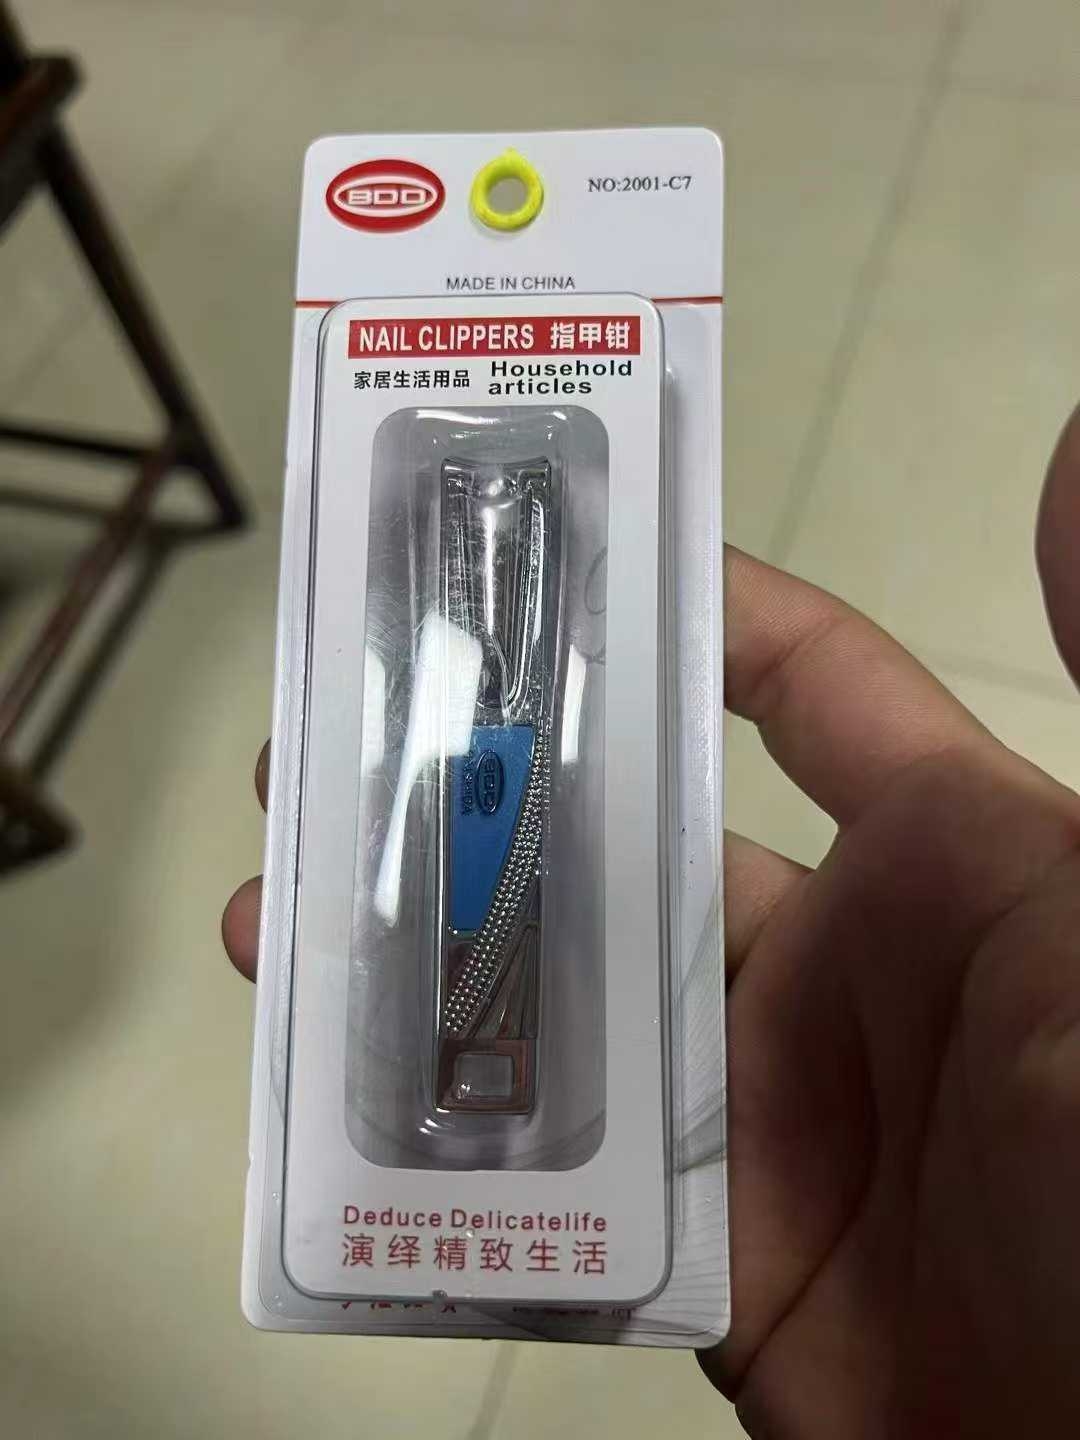 BDD
NO:2001-C7
MADE IN CHINA
NAIL CLIPPERS 指甲钳
家居生活用品 Household articles
BDD
Deduce Delicatelife
演绎精致生活